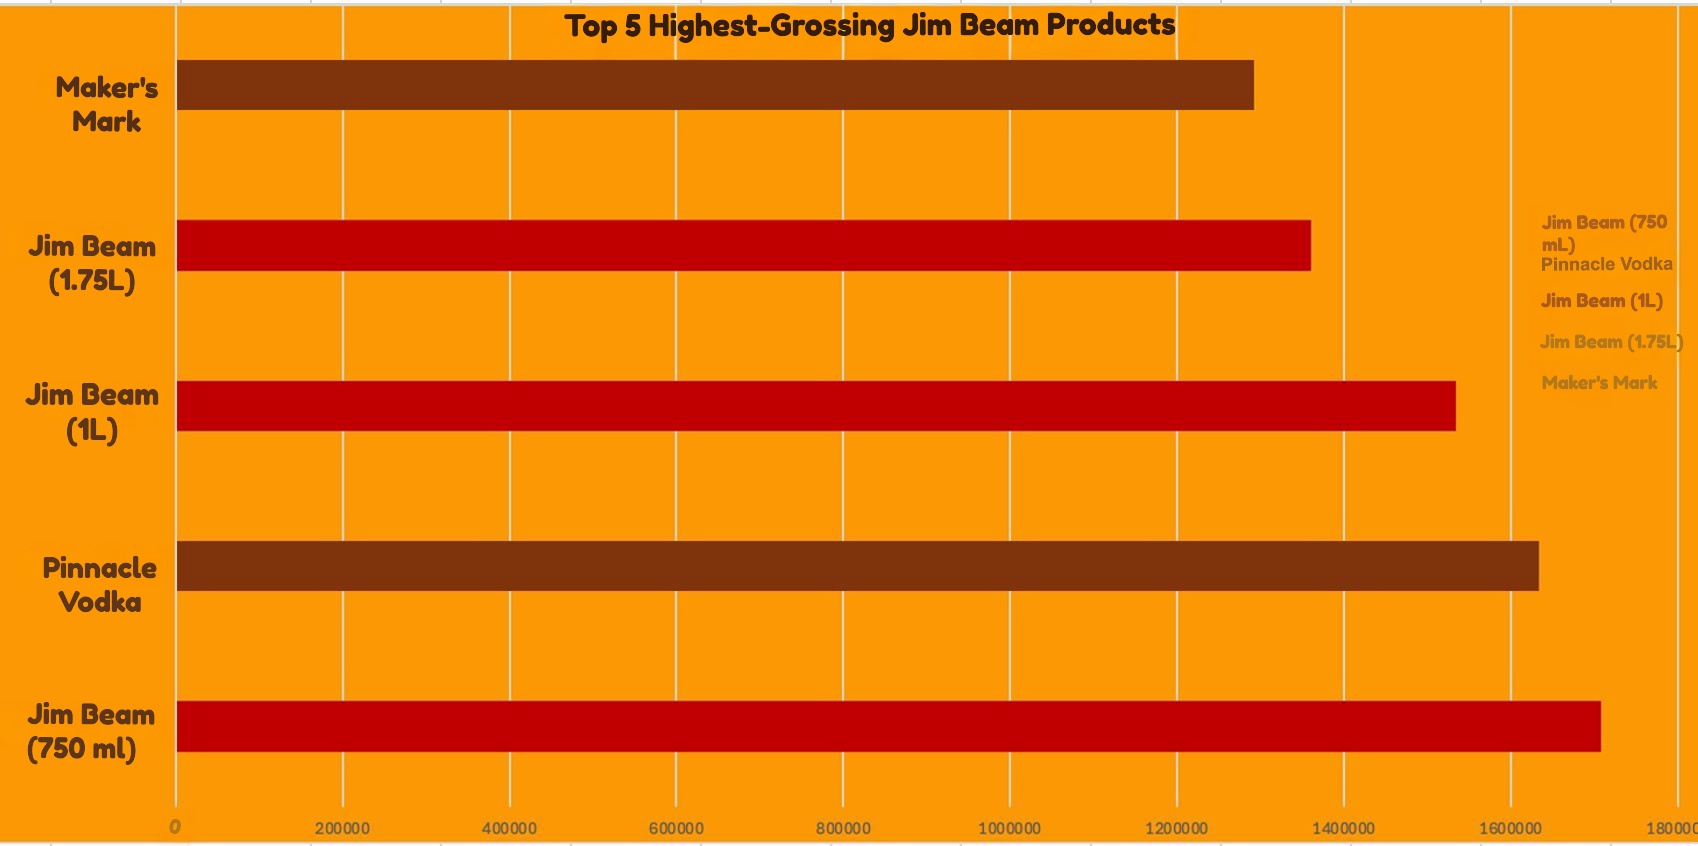 Top 5 Highest-Grossing Jim Beam Products
Maker's
Mark
Jim Beam
(1.75L)
Jim Beam
(1L)
Pinnacle
Vodka
Jim Beam
(750 ml)
Jim Beam (750
mL)
Pinnacle Vodka
Jim Beam (1L)
Jim Beam (1.75L)
Maker's Mark
0 200000 400000 600000 800000 1000000 1200000 1400000 1600000 180000